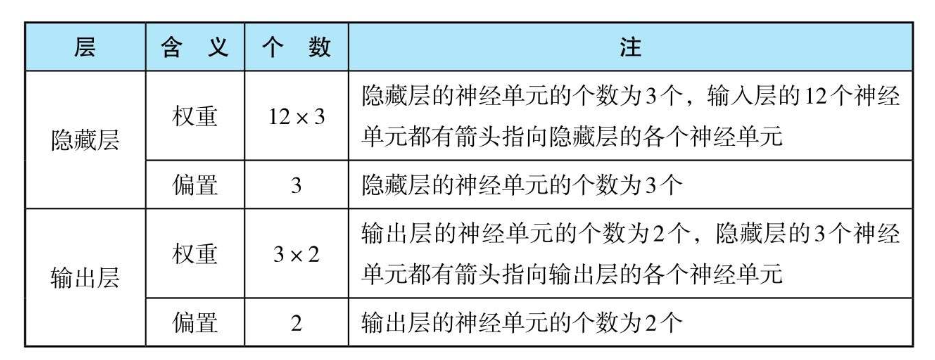 层 含 义 个 数 注
隐藏层 权重 12 × 3 隐藏层的神经单元的个数为3个，输入层的12个神经
单元都有箭头指向隐藏层的各个神经单元
偏置 3 隐藏层的神经单元的个数为3个
输出层 权重 3 × 2 输出层的神经单元的个数为2个，隐藏层的3个神经
单元都有箭头指向输出层的各个神经单元
偏置 2 输出层的神经单元的个数为2个